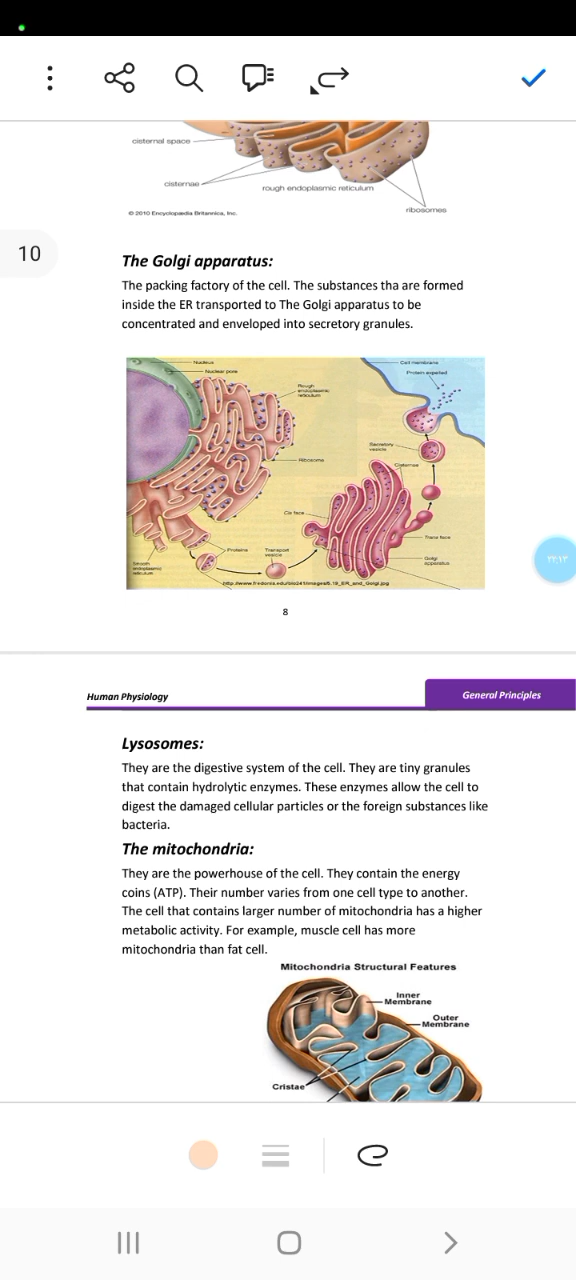 cisternal space
cisternae
rough endoplasmic reticulum
ribosomes
© 2010 Encyclopædia Britannica, Inc.
10
The Golgi apparatus:
The packing factory of the cell. The substances tha are formed
inside the ER transported to The Golgi apparatus to be
concentrated and enveloped into secretory granules.
Nucleus
Nuclear pore
Cell membrane
Protein expelled
Rough
endoplasmic
reticulum
Secretory
vesicle
Ribosome
Cisternae
Cis face
Trans face
Proteins
Transport
vesicle
Golgi
apparatus
Smooth
endoplasmic
reticulum
٢٢:١٢
8
Human Physiology
General Principles
Lysosomes:
They are the digestive system of the cell. They are tiny granules
that contain hydrolytic enzymes. These enzymes allow the cell to
digest the damaged cellular particles or the foreign substances like
bacteria.
The mitochondria:
They are the powerhouse of the cell. They contain the energy
coins (ATP). Their number varies from one cell type to another.
The cell that contains larger number of mitochondria has a higher
metabolic activity. For example, muscle cell has more
mitochondria than fat cell.
Mitochondria Structural Features
Inner
Membrane
Outer
Membrane
Cristae